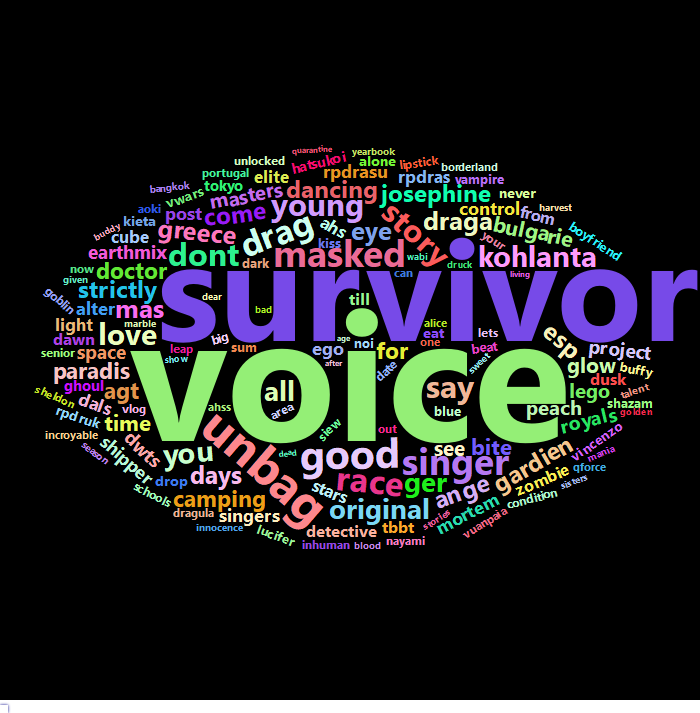 quarantine
yearbook
unlocked
hatsukoi
alone
lipstick
borderland
portugal
elite
rpdrasu
rpdras
vampire
bangkok
vwars
tokyo
masters
dancing
josephine
never
aoki
post
come
young
ahs
story
draga
control
from
harvest
buddy
kieta
cube
greece
drag
eye
your
bulgarie
boyfriend
earthmix
dont
dark
kiss
masked
wabi
druck
kohlanta
now
given
doctor
can
living
goblin
strictly
survivor
dear
till
marble
alter
mas
bad
light
love
big
age
noi
alice
eat
one
lets
esp
project
dawn
senior
space
leap
show
sum
ego
after
for
beat
sweet
glow
buffy
paradis
ghoul
voice
date
dusk
talent
sheldon
dals
agt
all
say
lego
shazam
rpdruk
vlog
ahss
area
blue
peach
royals
golden
incroyable
time
unbag
siew
out
see
bite
vincenzo
mania
season
shipper
dwts
you
dead
good
singer
gardien
qforce
sisters
schools
drop
days
stars
race
ger
ange
zombie
condition
camping
original
mortem
dragula
singers
stories
vuanpaia
innocence
lucifer
detective
tbbt
inhuman
blood
nayami